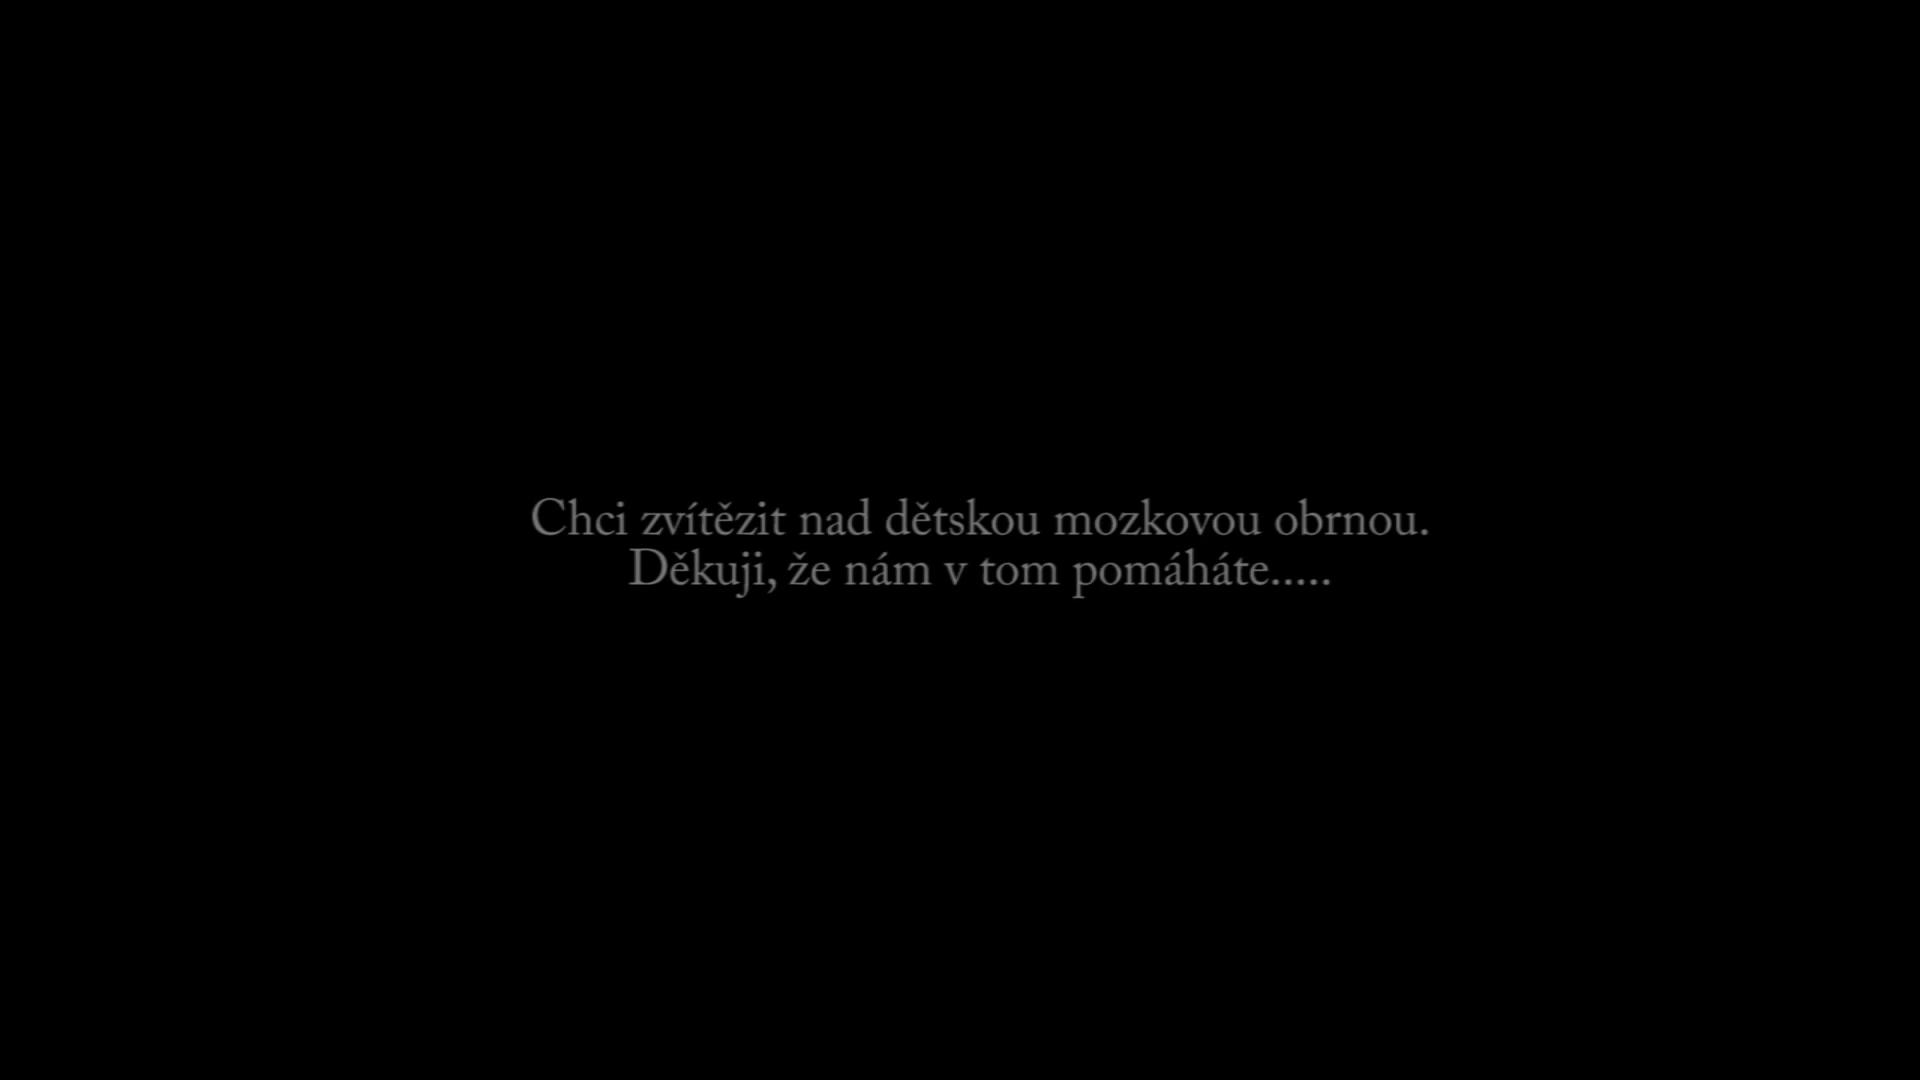 Chci zvítězit nad dětskou mozkovou obrnou.
Děkuji, že nám v tom pomáháte.....